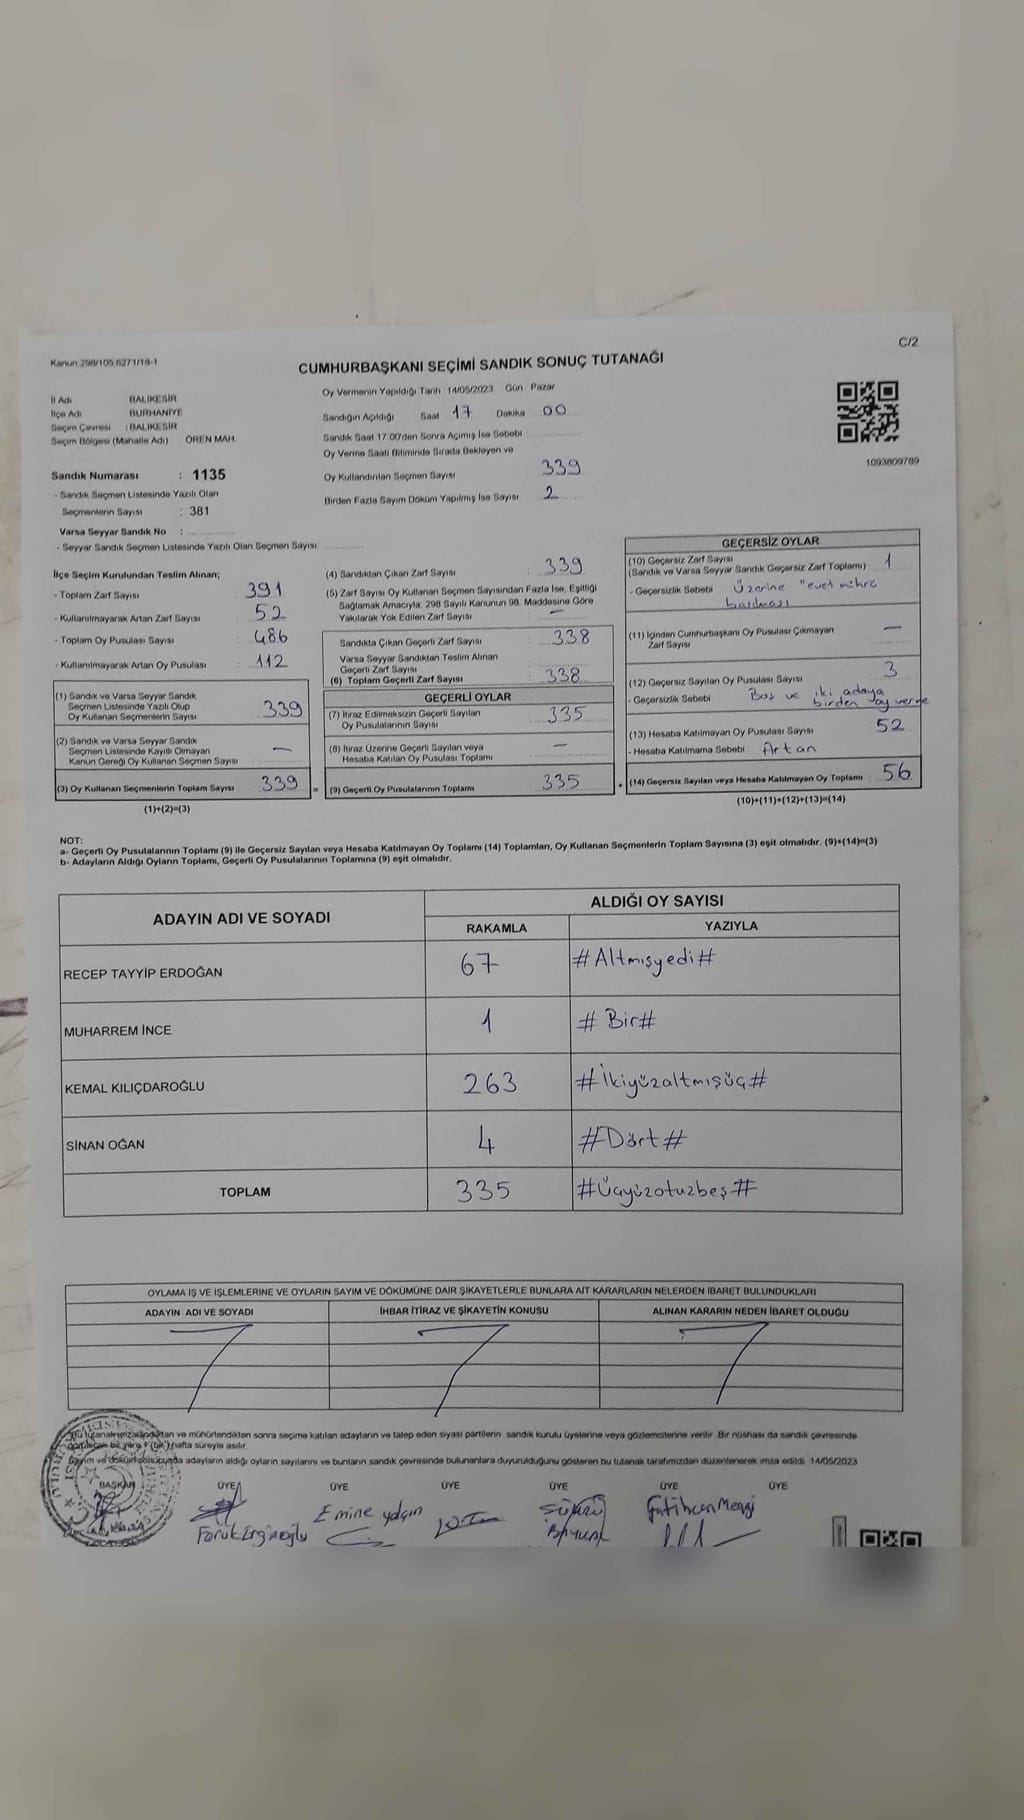 Kanun 298/105,6271/18-1
C/2
CUMHURBAŞKANI SEÇİMİ SANDIK SONUÇ TUTANAĞI
İl Adı BALIKESİR
İlçe Adı BURHANİYE
Seçim Çevresi : BALIKESİR
Seçim Bölgesi (Mahalle Adı) ÖREN MAH.
Oy Vermenin Yapıldığı Tarih : 14/05/2023 Gün Pazar
Sandığın Açıldığı Saat 17 Dakika 00
Sandık Saat 17:00'den Sonra Açılmış İse Sebebi :
Oy Verme Saati Bitiminde Sırada Bekleyen ve
Oy Kullandırılan Seçmen Sayısı : 339
Birden Fazla Sayım Döküm Yapılmış İse Sayısı : 2
1093809789
Sandık Numarası : 1135
- Sandık Seçmen Listesinde Yazılı Olan
Seçmenlerin Sayısı : 381
Varsa Seyyar Sandık No :
- Seyyar Sandık Seçmen Listesinde Yazılı Olan Seçmen Sayısı:
İlçe Seçim Kurulundan Teslim Alınan;
- Toplam Zarf Sayısı : 391
- Kullanılmayarak Artan Zarf Sayısı : 52
- Toplam Oy Pusulası Sayısı : 486
- Kullanılmayarak Artan Oy Pusulası : 112
(1) Sandık ve Varsa Seyyar Sandık
Seçmen Listesinde Yazılı Olup
Oy Kullanan Seçmenlerin Sayısı : 339
(2) Sandık ve Varsa Seyyar Sandık
Seçmen Listesinde Kayıtlı Olmayan
Kanun Gereği Oy Kullanan Seçmen Sayısı : —
(3) Oy Kullanan Seçmenlerin Toplam Sayısı : 339
(1)+(2)=(3)
(4) Sandıktan Çıkan Zarf Sayısı : 339
(5) Zarf Sayısı Oy Kullanan Seçmen Sayısından Fazla İse, Eşitliği
Sağlamak Amacıyla, 298 Sayılı Kanunun 98. Maddesine Göre
Yakılarak Yok Edilen Zarf Sayısı : —
Sandıkta Çıkan Geçerli Zarf Sayısı : 338
Varsa Seyyar Sandıktan Teslim Alınan
Geçerli Zarf Sayısı :
(6) Toplam Geçerli Zarf Sayısı : 338
GEÇERLİ OYLAR
(7) İtiraz Edilmeksizin Geçerli Sayılan
Oy Pusulalarının Sayısı : 335
(8) İtiraz Üzerine Geçerli Sayılan veya
Hesaba Katılan Oy Pusulası Toplamı : —
= (9) Geçerli Oy Pusulalarının Toplamı : 335
GEÇERSİZ OYLAR
(10) Geçersiz Zarf Sayısı
(Sandık ve Varsa Seyyar Sandık Geçersiz Zarf Toplamı) : 1
- Geçersizlik Sebebi Üzerine "evet mührü
basılması
(11) İçinden Cumhurbaşkanı Oy Pusulası Çıkmayan
Zarf Sayısı : —
(12) Geçersiz Sayılan Oy Pusulası Sayısı : 3
- Geçersizlik Sebebi : Boş ve iki adaya
birden oy verme
(13) Hesaba Katılmayan Oy Pusulası Sayısı : 52
- Hesaba Katılmama Sebebi : Artan
+ (14) Geçersiz Sayılan veya Hesaba Katılmayan Oy Toplamı : 56
(10)+(11)+(12)+(13)=(14)
NOT:
a- Geçerli Oy Pusulalarının Toplamı (9) ile Geçersiz Sayılan veya Hesaba Katılmayan Oy Toplamı (14) Toplamları, Oy Kullanan Seçmenlerin Toplam Sayısına (3) eşit olmalıdır. (9)+(14)=(3)
b- Adayların Aldığı Oyların Toplamı, Geçerli Oy Pusulalarının Toplamına (9) eşit olmalıdır.
ADAYIN ADI VE SOYADI ALDIĞI OY SAYISI
RAKAMLA YAZIYLA
RECEP TAYYİP ERDOĞAN 67 #Altmışyedi#
MUHARREM İNCE 1 #Bir#
KEMAL KILIÇDAROĞLU 263 #İkiyüzaltmışüç#
SİNAN OĞAN 4 #Dört#
TOPLAM 335 #Üçyüzotuzbeş#
OYLAMA İŞ VE İŞLEMLERİNE VE OYLARIN SAYIM VE DÖKÜMÜNE DAİR ŞİKAYETLERLE BUNLARA AİT KARARLARIN NELERDEN İBARET BULUNDUKLARI
ADAYIN ADI VE SOYADI İHBAR İTİRAZ VE ŞİKAYETİN KONUSU ALINAN KARARIN NEDEN İBARET OLDUĞU
Bu tutanak imzalandıktan ve mühürlendikten sonra seçime katılan adayların ve talep eden siyasi partilerin sandık kurulu üyelerine veya gözlemcilerine verilir. Bir nüshası da sandık çevresinde
görülecek bir yere 1 (bir) hafta süreyle asılır.
Sayım ve döküm sonucunda adayların aldığı oyların sayılarını ve bunların sandık çevresinde bulunanlara duyurulduğunu gösteren bu tutanak tarafımızdan düzenlenerek imza edildi. 14/05/2023
BAŞKAN ÜYE ÜYE ÜYE ÜYE ÜYE ÜYE
Faruk Erginoğlu Emine yalçın Şükrü